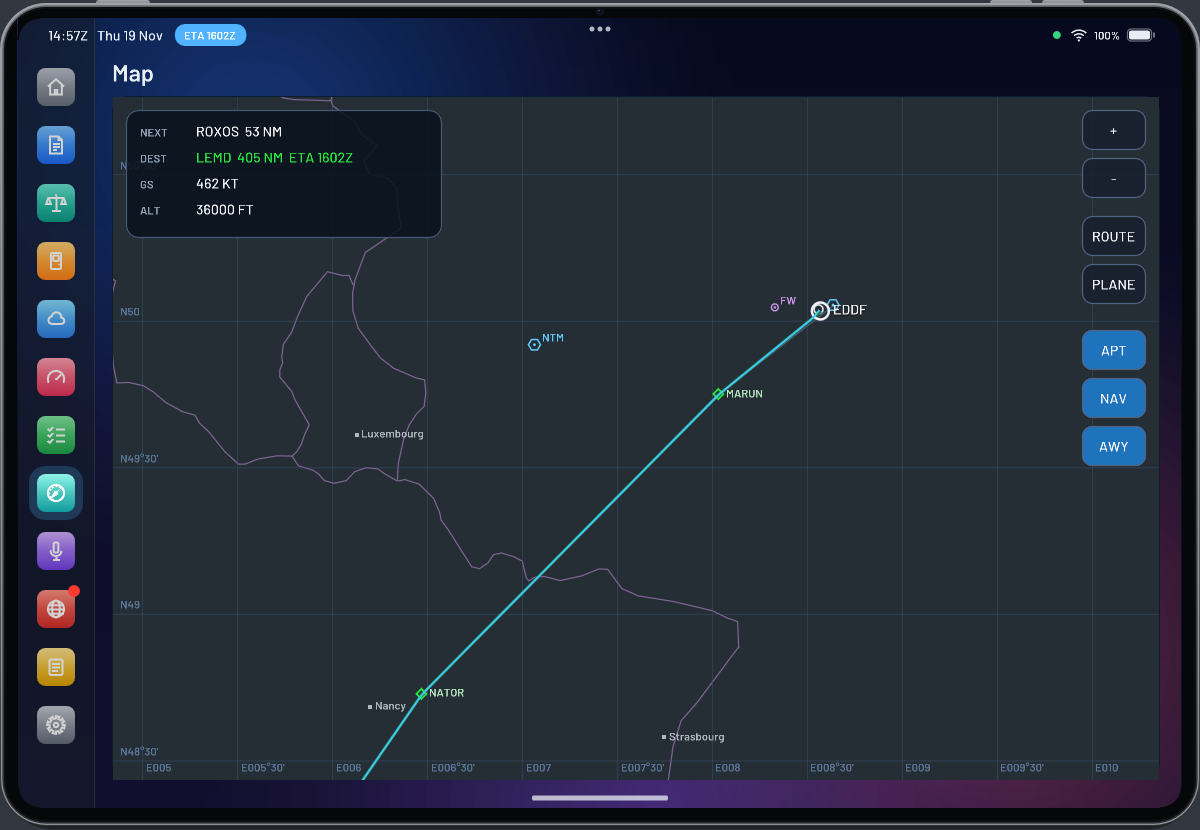 14:57Z Thu 19 Nov ETA 1602Z
100%
Map
NEXT ROXOS 53 NM
DEST LEMD 405 NM ETA 1602Z
GS 462 KT
ALT 36000 FT
+
-
ROUTE
PLANE
APT
NAV
AWY
FW
EDDF
N50
NTM
MARUN
Luxembourg
N49°30'
N49
NATOR
Nancy
Strasbourg
N48°30'
E005 E005°30' E006 E006°30' E007 E007°30' E008 E008°30' E009 E009°30' E010